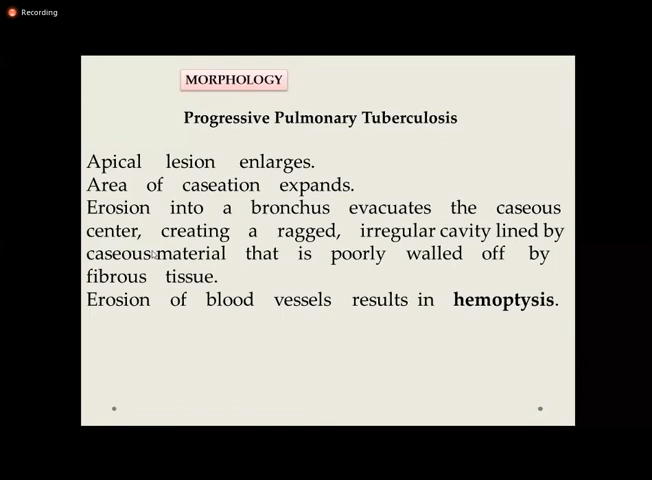 Recording
MORPHOLOGY
Progressive Pulmonary Tuberculosis
Apical lesion enlarges.
Area of caseation expands.
Erosion into a bronchus evacuates the caseous
center, creating a ragged, irregular cavity lined by
caseous material that is poorly walled off by
fibrous tissue.
Erosion of blood vessels results in hemoptysis.